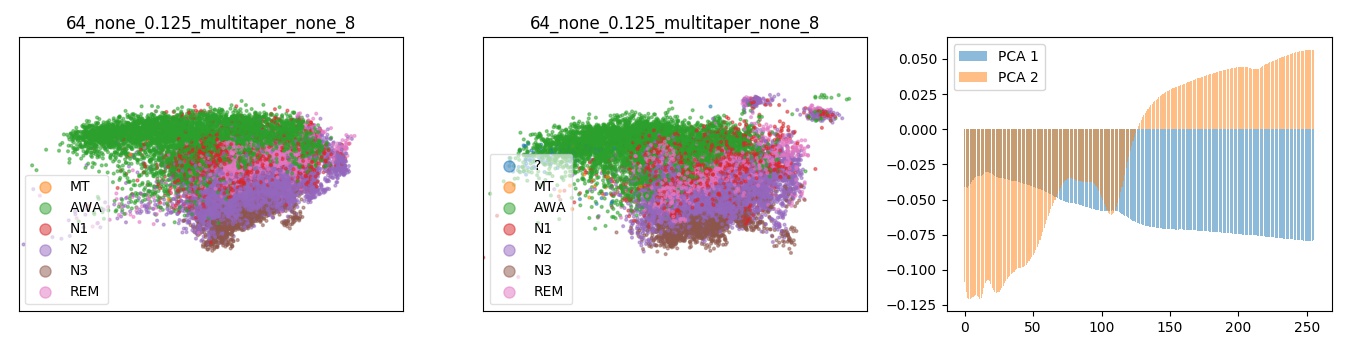 64_none_0.125_multitaper_none_8
MT
AWA
N1
N2
N3
REM
64_none_0.125_multitaper_none_8
?
MT
AWA
N1
N2
N3
REM
PCA 1
PCA 2
0.050
0.025
0.000
−0.025
−0.050
−0.075
−0.100
−0.125
0 50 100 150 200 250